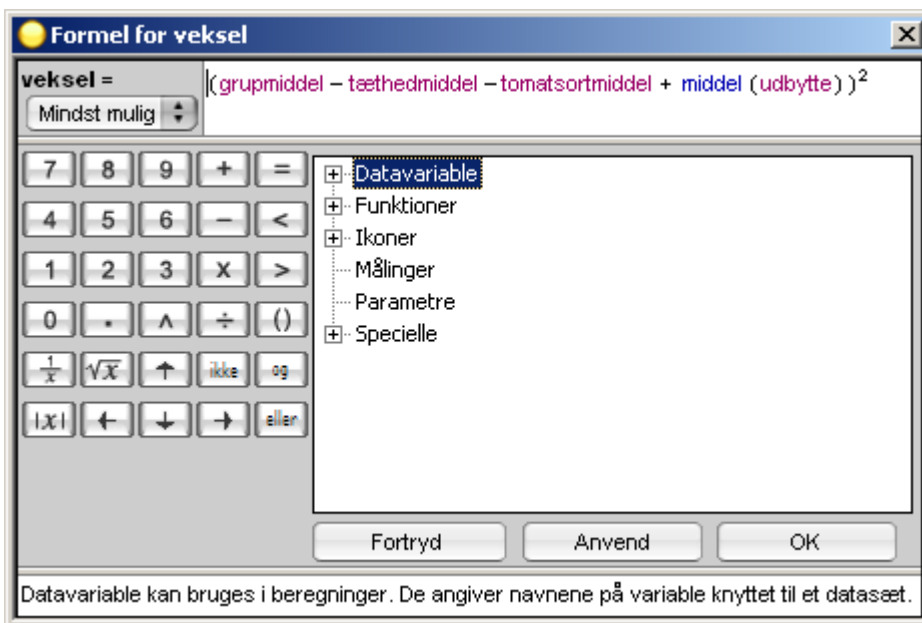 Formel for veksel
veksel =
(grupmiddel – tæthedmiddel – tomatsortmiddel + middel (udbytte))²
Mindst mulig
7 8 9 + =
4 5 6 – <
1 2 3 x >
0 . ^ ÷ ()
1/x √x ↑ ikke og
|x| ← ↓ → eller
Datavariable
Funktioner
Ikoner
Målinger
Parametre
Specielle
Fortryd Anvend OK
Datavariable kan bruges i beregninger. De angiver navnene på variable knyttet til et datasæt.